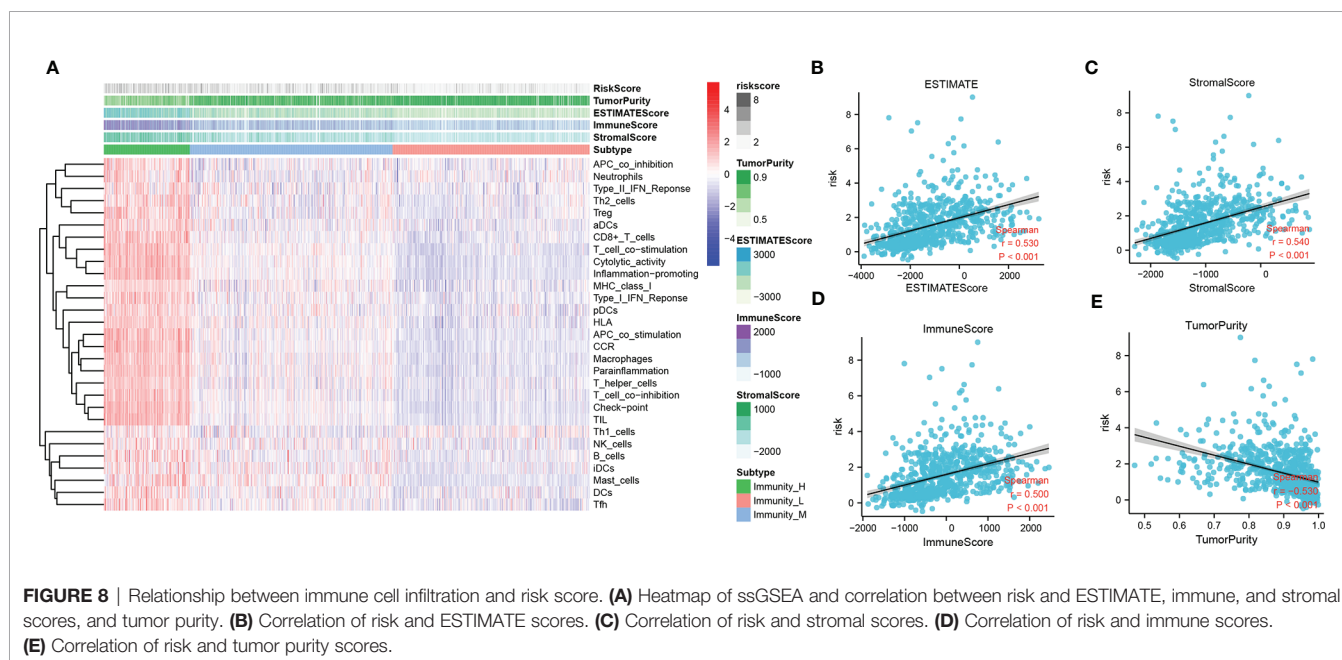 A
RiskScore
TumorPurity
ESTIMATEScore
ImmuneScore
StromalScore
Subtype
APC_co_inhibition
Neutrophils
Type_II_IFN_Reponse
Th2_cells
Treg
aDCs
CD8+_T_cells
T_cell_co-stimulation
Cytolytic_activity
Inflammation-promoting
MHC_class_I
Type_I_IFN_Reponse
pDCs
HLA
APC_co_stimulation
CCR
Macrophages
Parainflammation
T_helper_cells
T_cell_co-inhibition
Check-point
TIL
Th1_cells
NK_cells
B_cells
iDCs
Mast_cells
DCs
Tfh
4
2
0
−2
−4
riskscore
8
2
TumorPurity
0.9
0.5
ESTIMATEScore
3000
−3000
ImmuneScore
2000
−1000
StromalScore
1000
−2000
Subtype
Immunity_H
Immunity_L
Immunity_M
B
ESTIMATE
risk
8
6
4
2
0
Spearman
r = 0.530
P < 0.001
−4000 −2000 0 2000
ESTIMATEScore
C
StromalScore
risk
8
6
4
2
0
Spearman
r = 0.540
P < 0.001
−2000 −1000 0
StromalScore
D
ImmuneScore
risk
8
6
4
2
0
Spearman
r = 0.500
P < 0.001
−2000 −1000 0 1000 2000
ImmuneScore
E
TumorPurity
risk
8
6
4
2
0
Spearman
r = −0.530
P < 0.001
0.5 0.6 0.7 0.8 0.9 1.0
TumorPurity
FIGURE 8 | Relationship between immune cell infiltration and risk score. (A) Heatmap of ssGSEA and correlation between risk and ESTIMATE, immune, and stromal
scores, and tumor purity. (B) Correlation of risk and ESTIMATE scores. (C) Correlation of risk and stromal scores. (D) Correlation of risk and immune scores.
(E) Correlation of risk and tumor purity scores.